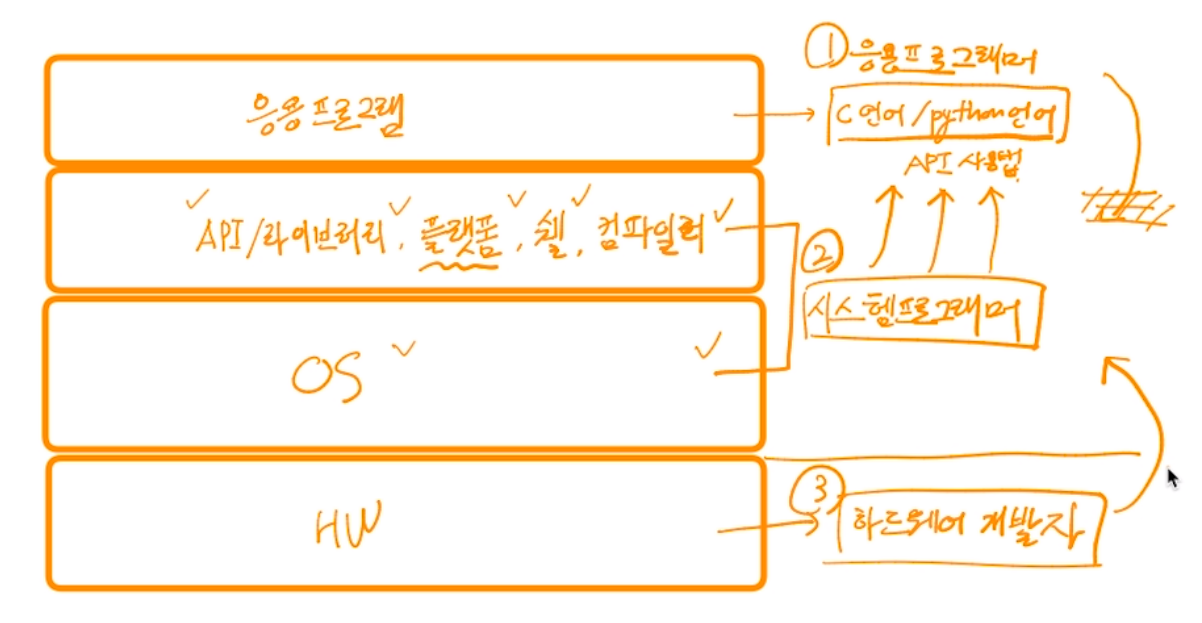 ① 응용프로그래머
응용프로그램
C언어/python언어
API 사용법
API/라이브러리, 플랫폼, 쉘, 컴파일러
②
시스템프로그래머
OS
③
하드웨어 개발자
HW